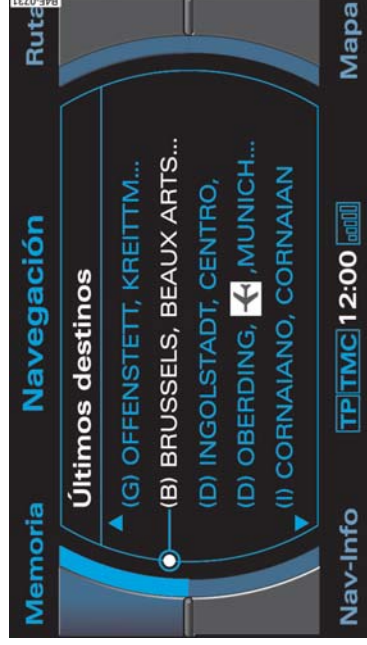 Memoria Navegación Ruta
Últimos destinos
(G) OFFENSTETT, KREITTM...
(B) BRUSSELS, BEAUX ARTS...
(D) INGOLSTADT, CENTRO,
(D) OBERDING, ,MUNICH...
(I) CORNAIANO, CORNAIAN
Nav-Info TP TMC 12:00 Mapa